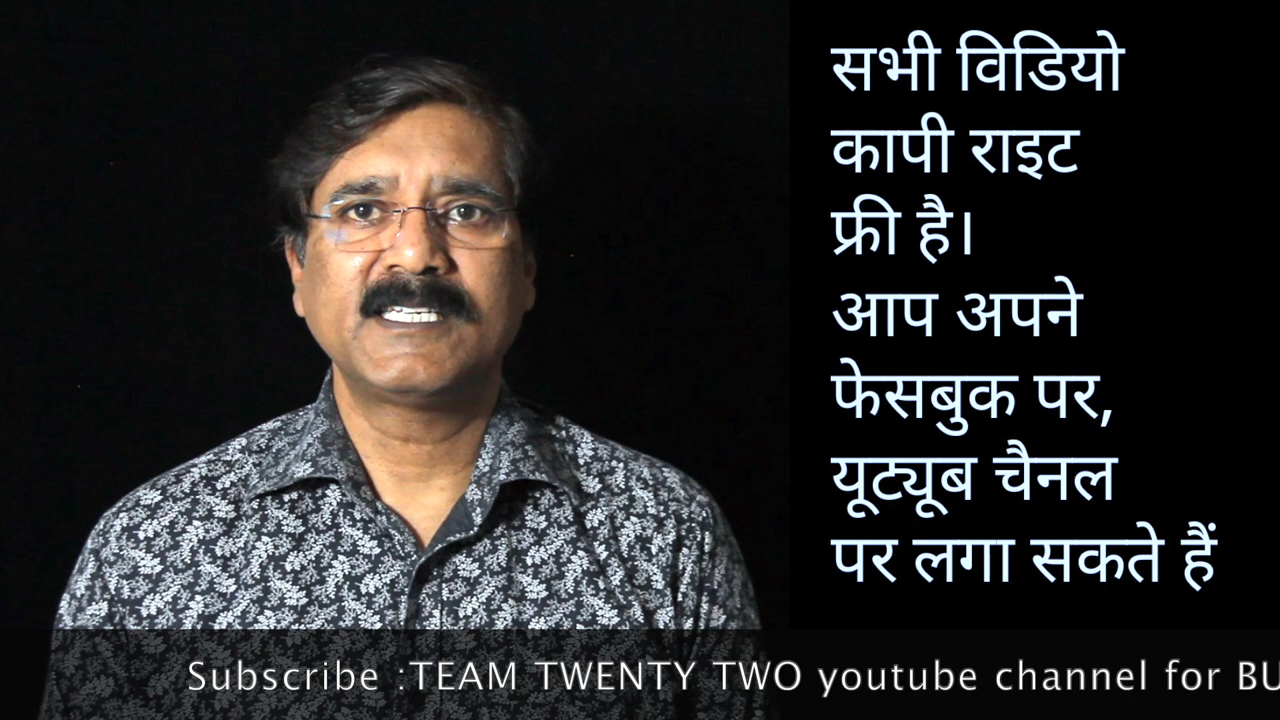 सभी विडियो
कापी राइट
फ्री है।
आप अपने
फेसबुक पर,
यूट्यूब चैनल
पर लगा सकते हैं
Subscribe :TEAM TWENTY TWO youtube channel for